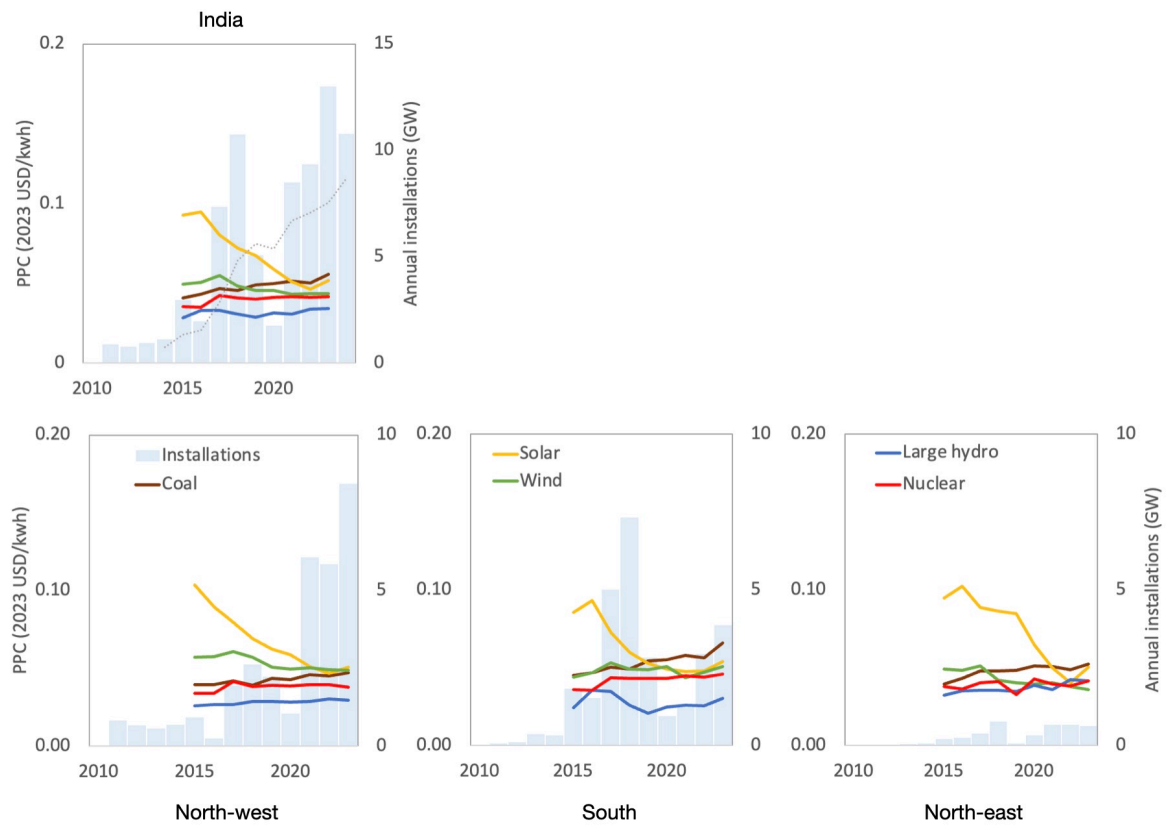 India
0.2
15
PPC (2023 USD/kwh)
Annual installations (GW)
0.1
10
5
0
0
2010
2015
2020
0.20
10
0.20
10
0.20
10
Installations
Coal
Solar
Wind
Large hydro
Nuclear
PPC (2023 USD/kwh)
Annual installations (GW)
0.10
5
0.10
5
0.10
5
0.00
0
0.00
0
0.00
0
2010
2015
2020
2010
2015
2020
2010
2015
2020
North-west
South
North-east